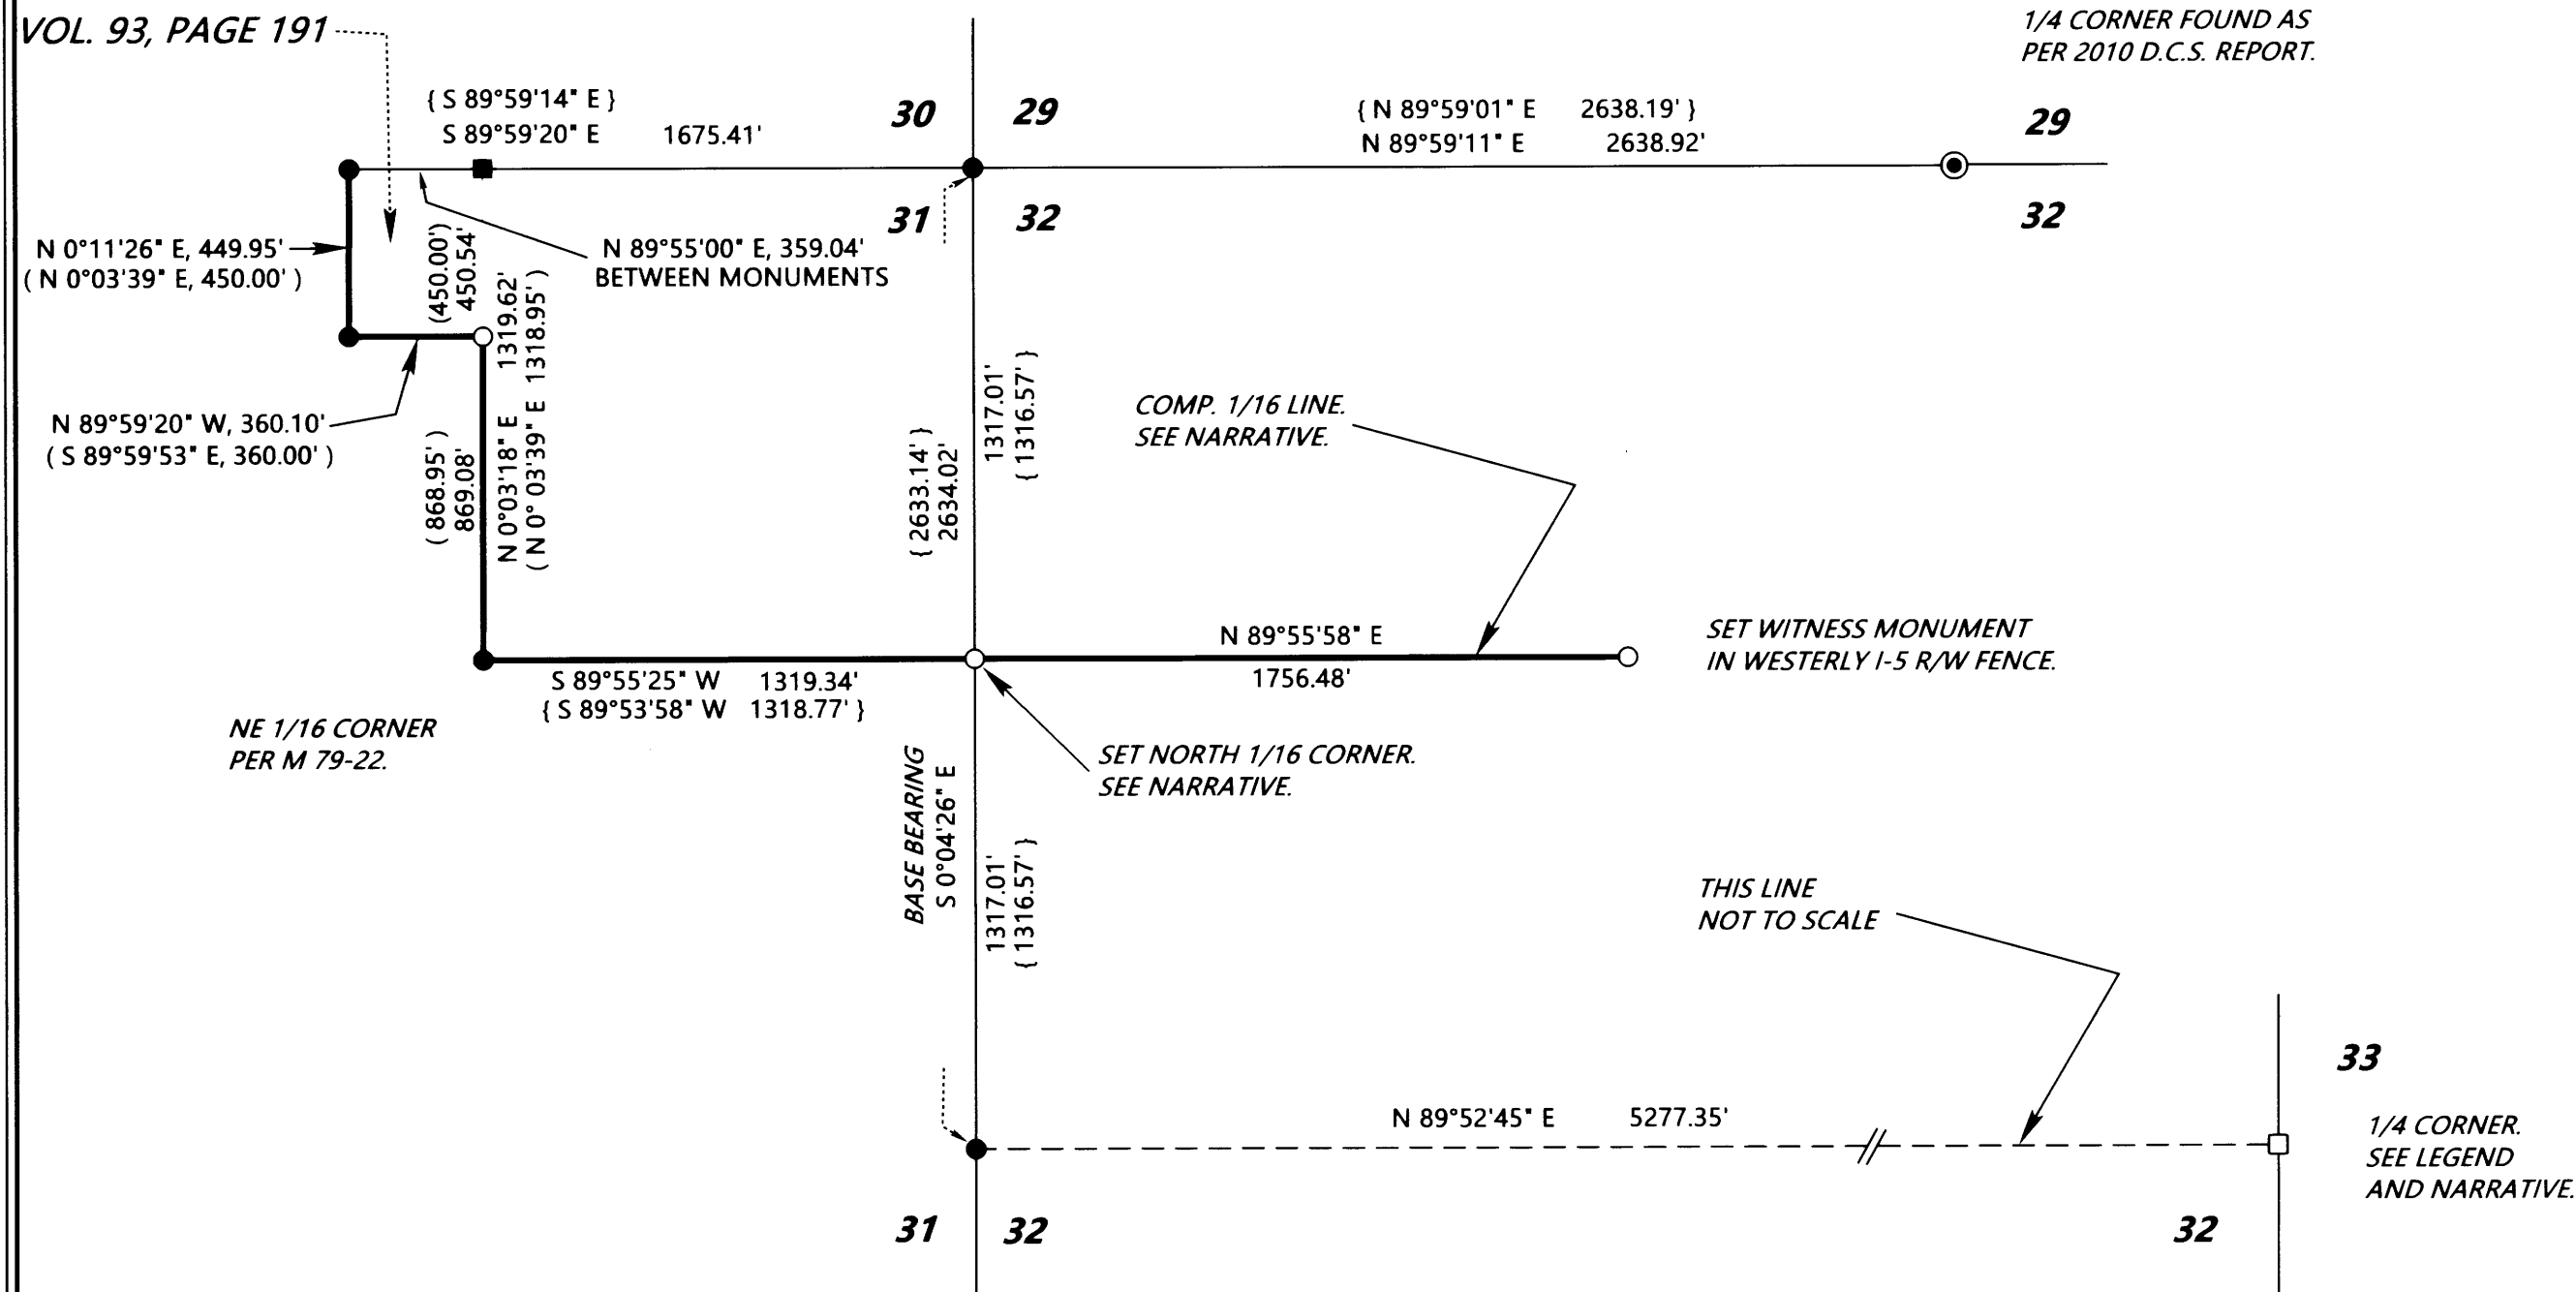 VOL. 93, PAGE 191
1/4 CORNER FOUND AS
PER 2010 D.C.S. REPORT.
{ S 89°59'14" E }
S 89°59'20" E 1675.41'
30 29
{ N 89°59'01" E 2638.19' }
N 89°59'11" E 2638.92'
29
31 32
32
N 0°11'26" E, 449.95'
( N 0°03'39" E, 450.00' )
(450.00')
450.54'
N 89°55'00" E, 359.04'
BETWEEN MONUMENTS
N 0°03'18" E 1319.62'
( N 0° 03'39" E 1318.95' )
N 89°59'20" W, 360.10'
( S 89°59'53" E, 360.00' )
( 868.95' )
869.08'
{ 2633.14' }
2634.02'
1317.01'
{ 1316.57' }
COMP. 1/16 LINE.
SEE NARRATIVE.
N 89°55'58" E
1756.48'
SET WITNESS MONUMENT
IN WESTERLY I-5 R/W FENCE.
S 89°55'25" W 1319.34'
{ S 89°53'58" W 1318.77' }
NE 1/16 CORNER
PER M 79-22.
SET NORTH 1/16 CORNER.
SEE NARRATIVE.
BASE BEARING
S 0°04'26" E
1317.01'
{ 1316.57' }
THIS LINE
NOT TO SCALE
33
N 89°52'45" E 5277.35'
1/4 CORNER.
SEE LEGEND
AND NARRATIVE.
31 32
32